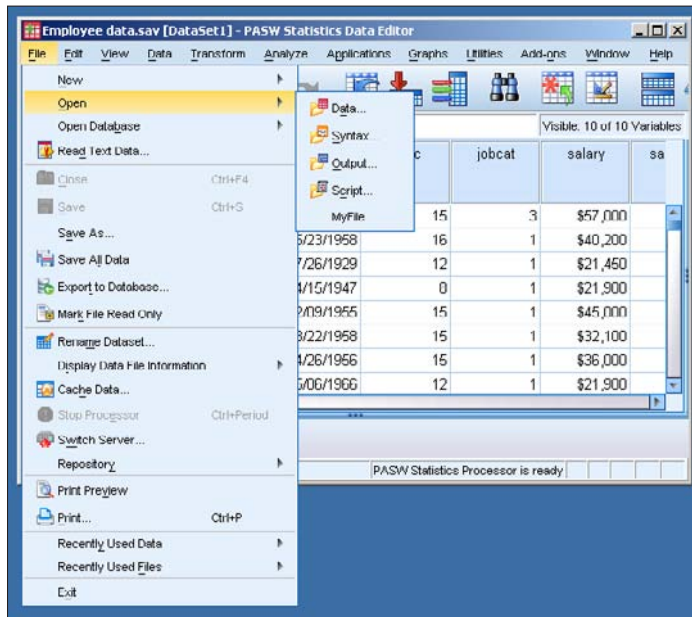 Employee data.sav [DataSet1] - PASW Statistics Data Editor
File Edit View Data Transform Analyze Applications Graphs Utilities Add-ons Window Help
New
Open
Open Database
Read Text Data...
Close Ctrl+F4
Save Ctrl+S
Save As...
Save All Data
Export to Database...
Mark File Read Only
Rename Dataset...
Display Data File Information
Cache Data...
Stop Processor Ctrl+Period
Switch Server...
Repository
Print Preview
Print... Ctrl+P
Recently Used Data
Recently Used Files
Exit
Data...
Syntax...
Output...
Script...
MyFile
Visible: 10 of 10 Variables
c jobcat salary sa
15 3 $57,000
5/23/1958 16 1 $40,200
7/26/1929 12 1 $21,450
4/15/1947 8 1 $21,900
2/09/1955 15 1 $45,000
8/22/1958 15 1 $32,100
4/26/1956 15 1 $36,000
5/06/1966 12 1 $21,900
PASW Statistics Processor is ready